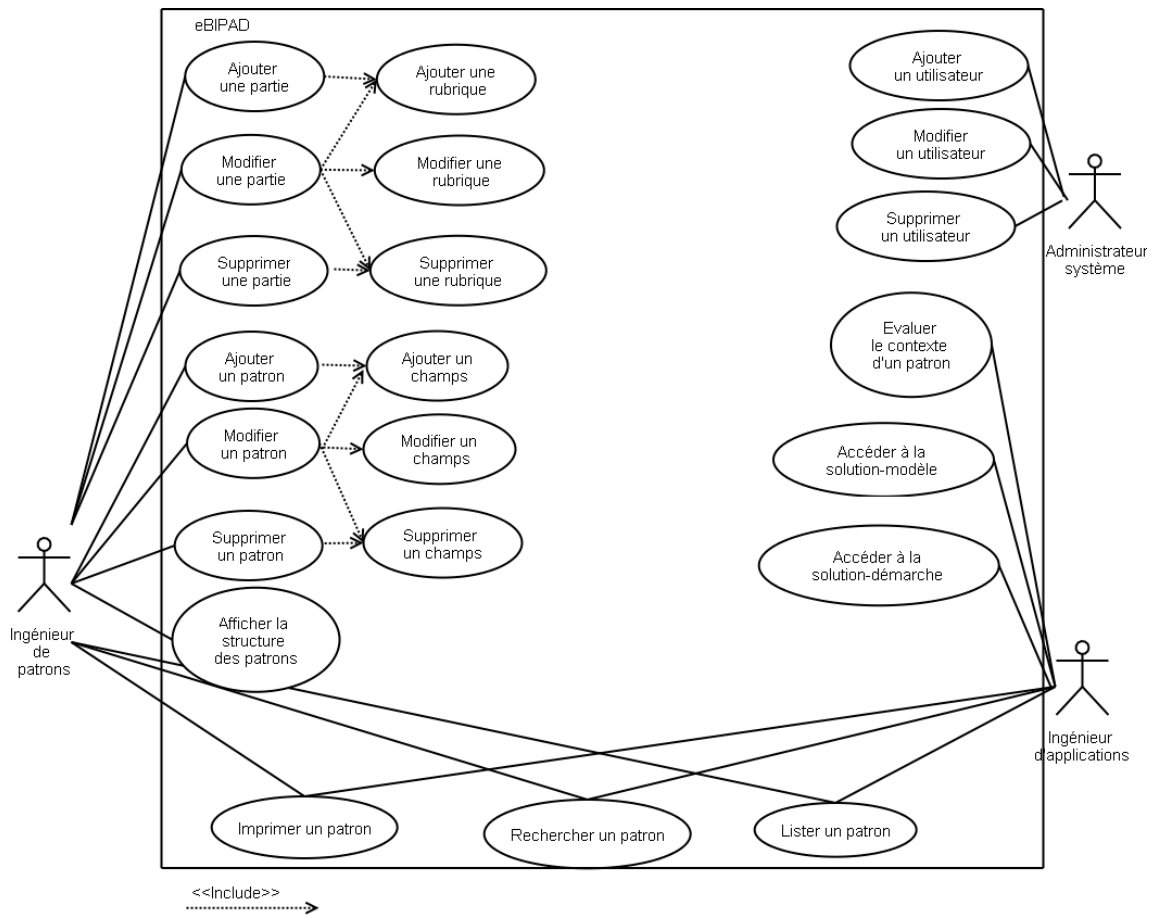 eBIPAD
Ajouter
une partie
Ajouter une
rubrique
Modifier
une partie
Modifier une
rubrique
Supprimer
une partie
Supprimer
une rubrique
Ajouter
un patron
Ajouter un
champs
Modifier
un patron
Modifier un
champs
Supprimer
un patron
Supprimer
un champs
Afficher la
structure
des patrons
Ingénieur
de
patrons
Ajouter
un utilisateur
Modifier
un utilisateur
Supprimer
un utilisateur
Administrateur
système
Evaluer
le contexte
d'un patron
Accéder à la
solution-modèle
Accéder à la
solution-démarche
Ingénieur
d'applications
Imprimer un patron
Rechercher un patron
Lister un patron
<<Include>>